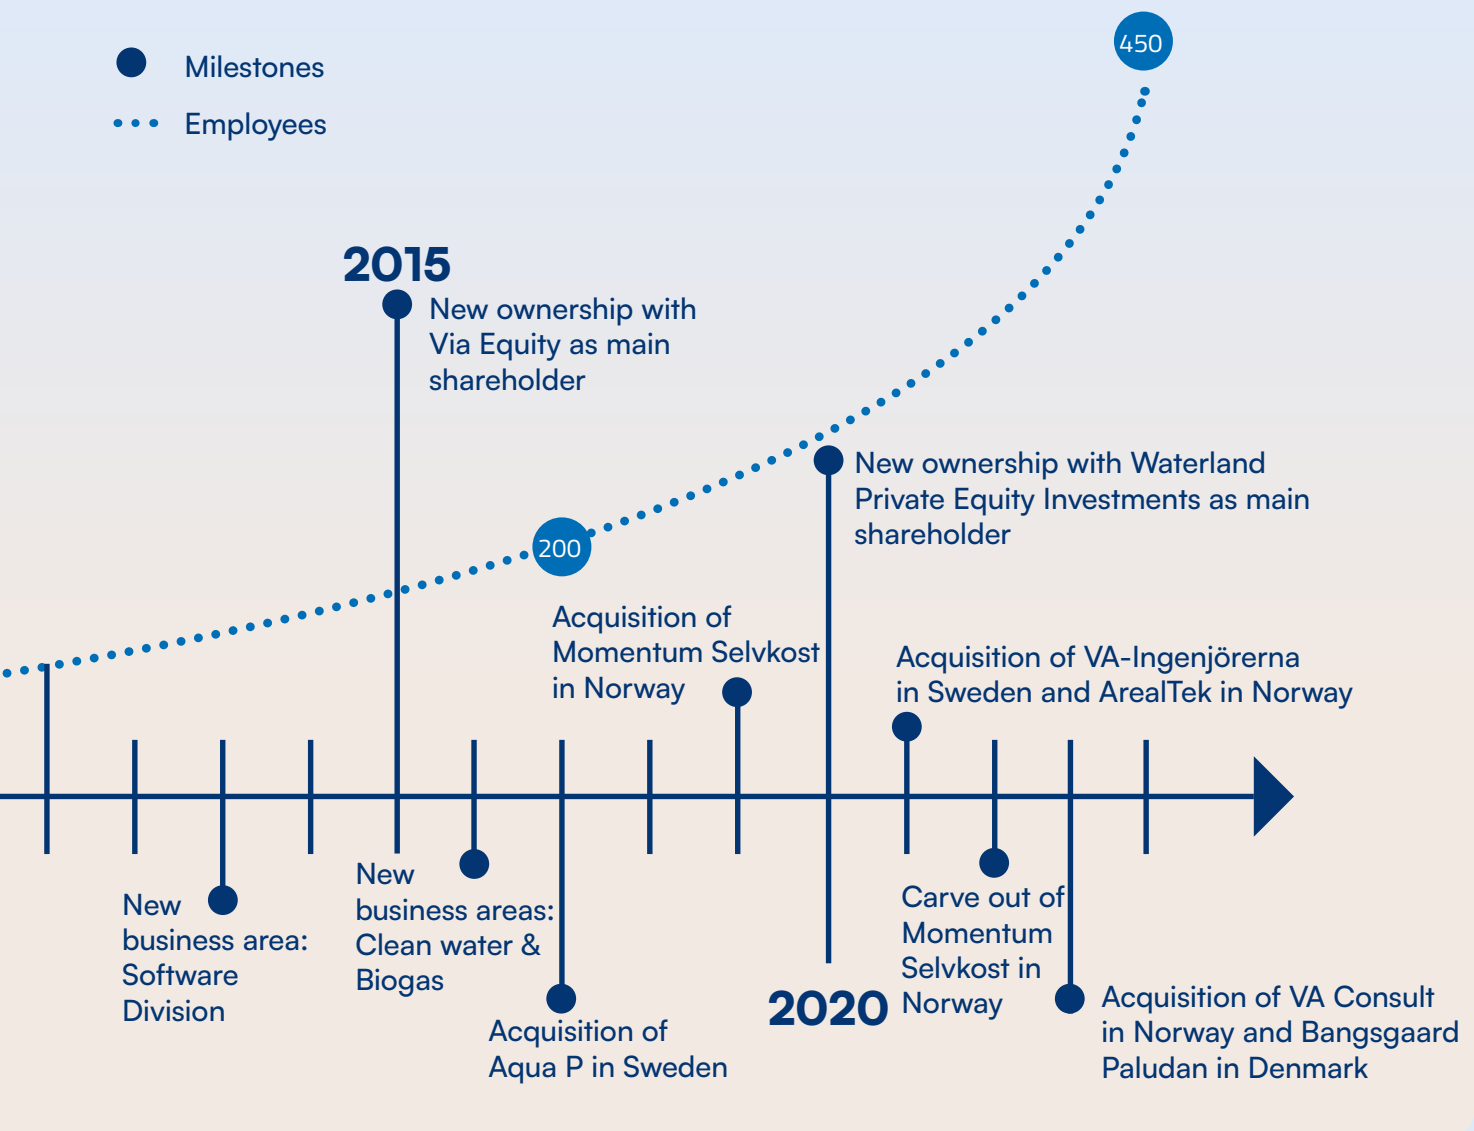 450
Milestones
Employees
2015
New ownership with
Via Equity as main
shareholder
New ownership with Waterland
Private Equity Investments as main
shareholder
200
Acquisition of
Momentum Selvkost
in Norway
Acquisition of VA-Ingenjörerna
in Sweden and ArealTek in Norway
New
business area:
Software
Division
New
business areas:
Clean water &
Biogas
Acquisition of
Aqua P in Sweden
2020
Carve out of
Momentum
Selvkost in
Norway
Acquisition of VA Consult
in Norway and Bangsgaard
Paludan in Denmark